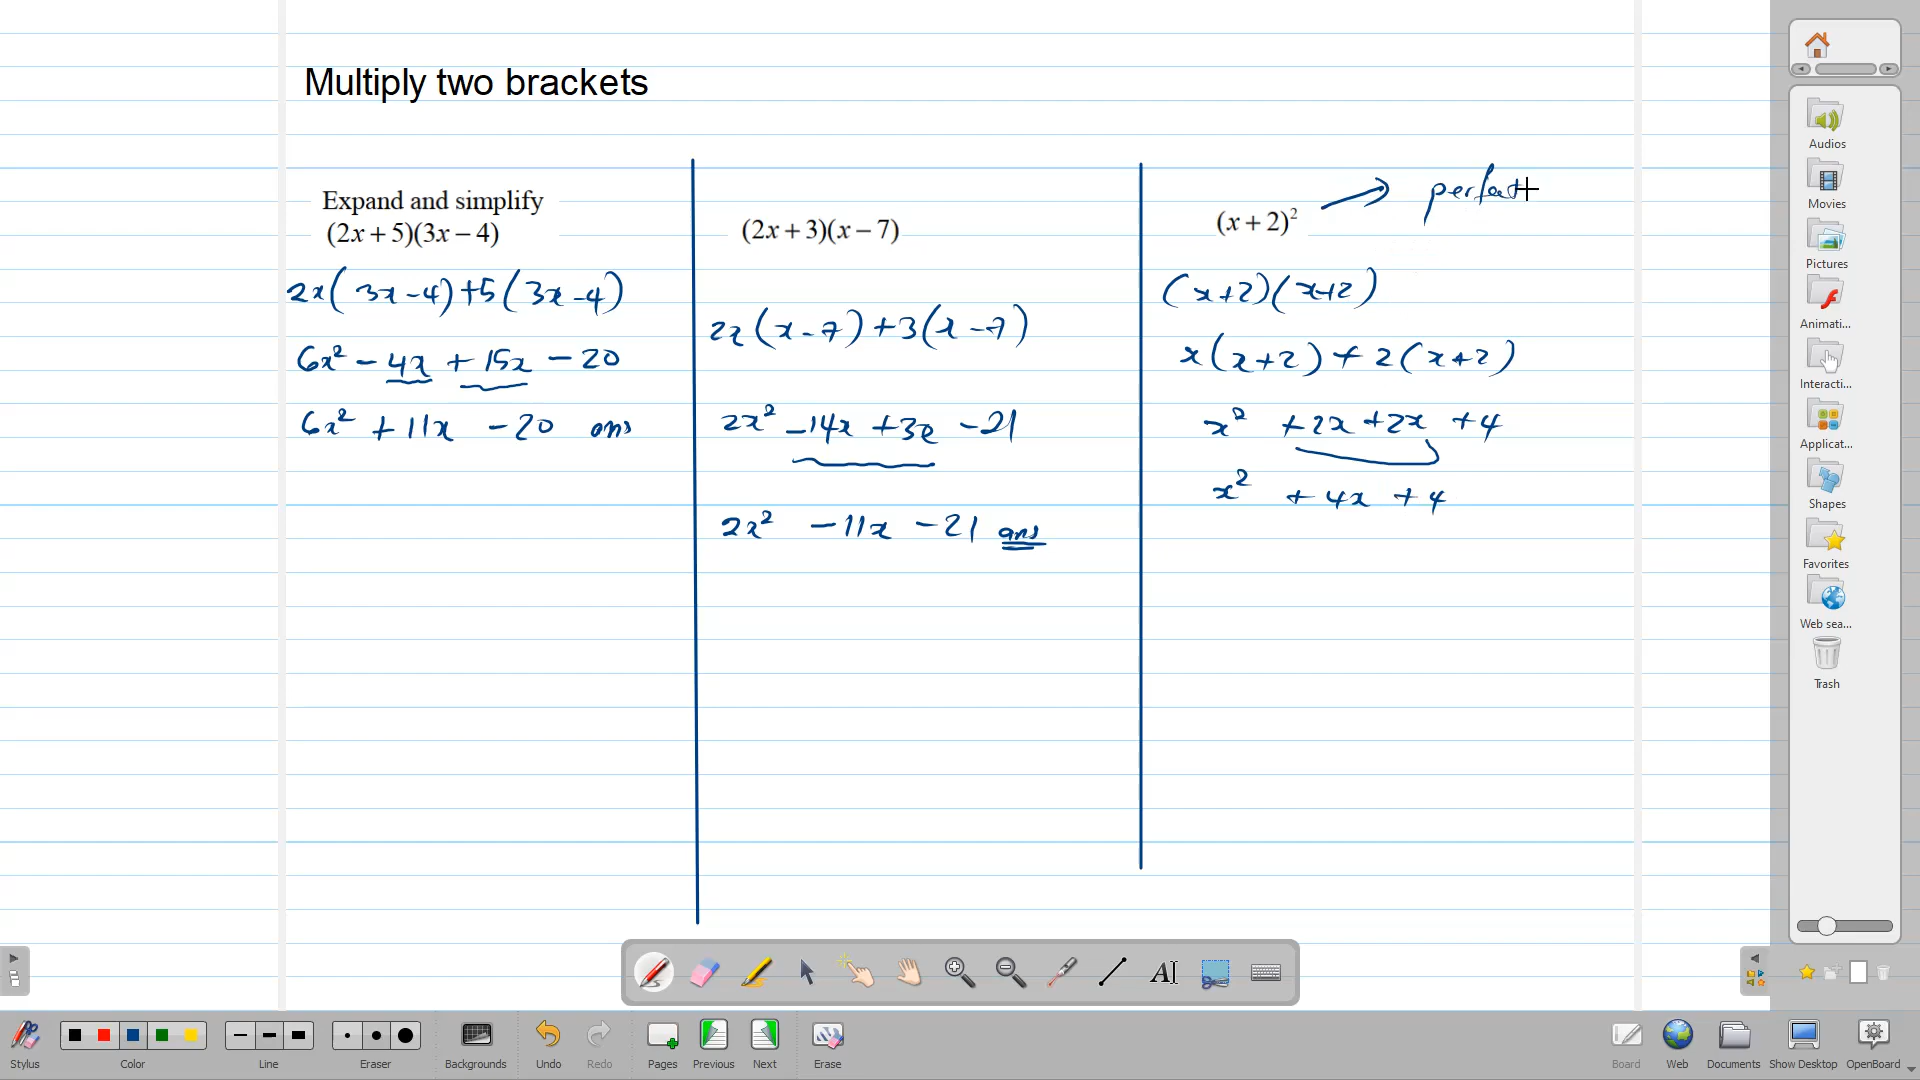 Multiply two brackets
Expand and simplify
(2x + 5)(3x − 4)
2x(3x-4)+5(3x-4)
6x² - 4x + 15x - 20
6x² + 11x - 20 ans
(2x + 3)(x − 7)
2x(x-7)+3(x-7)
2x² -14x +3x -21
2x² -11x -21 ans
(x + 2)²
perfect
(x+2)(x+2)
x(x+2)+2(x+2)
x² +2x +2x +4
x² +4x +4
Audios
Movies
Pictures
Animati...
Interacti...
Applicat...
Shapes
Favorites
Web sea...
Trash
Stylus
Color
Line
Eraser
Backgrounds
Undo
Redo
Pages
Previous
Next
Erase
Board
Web
Documents
Show Desktop
OpenBoard